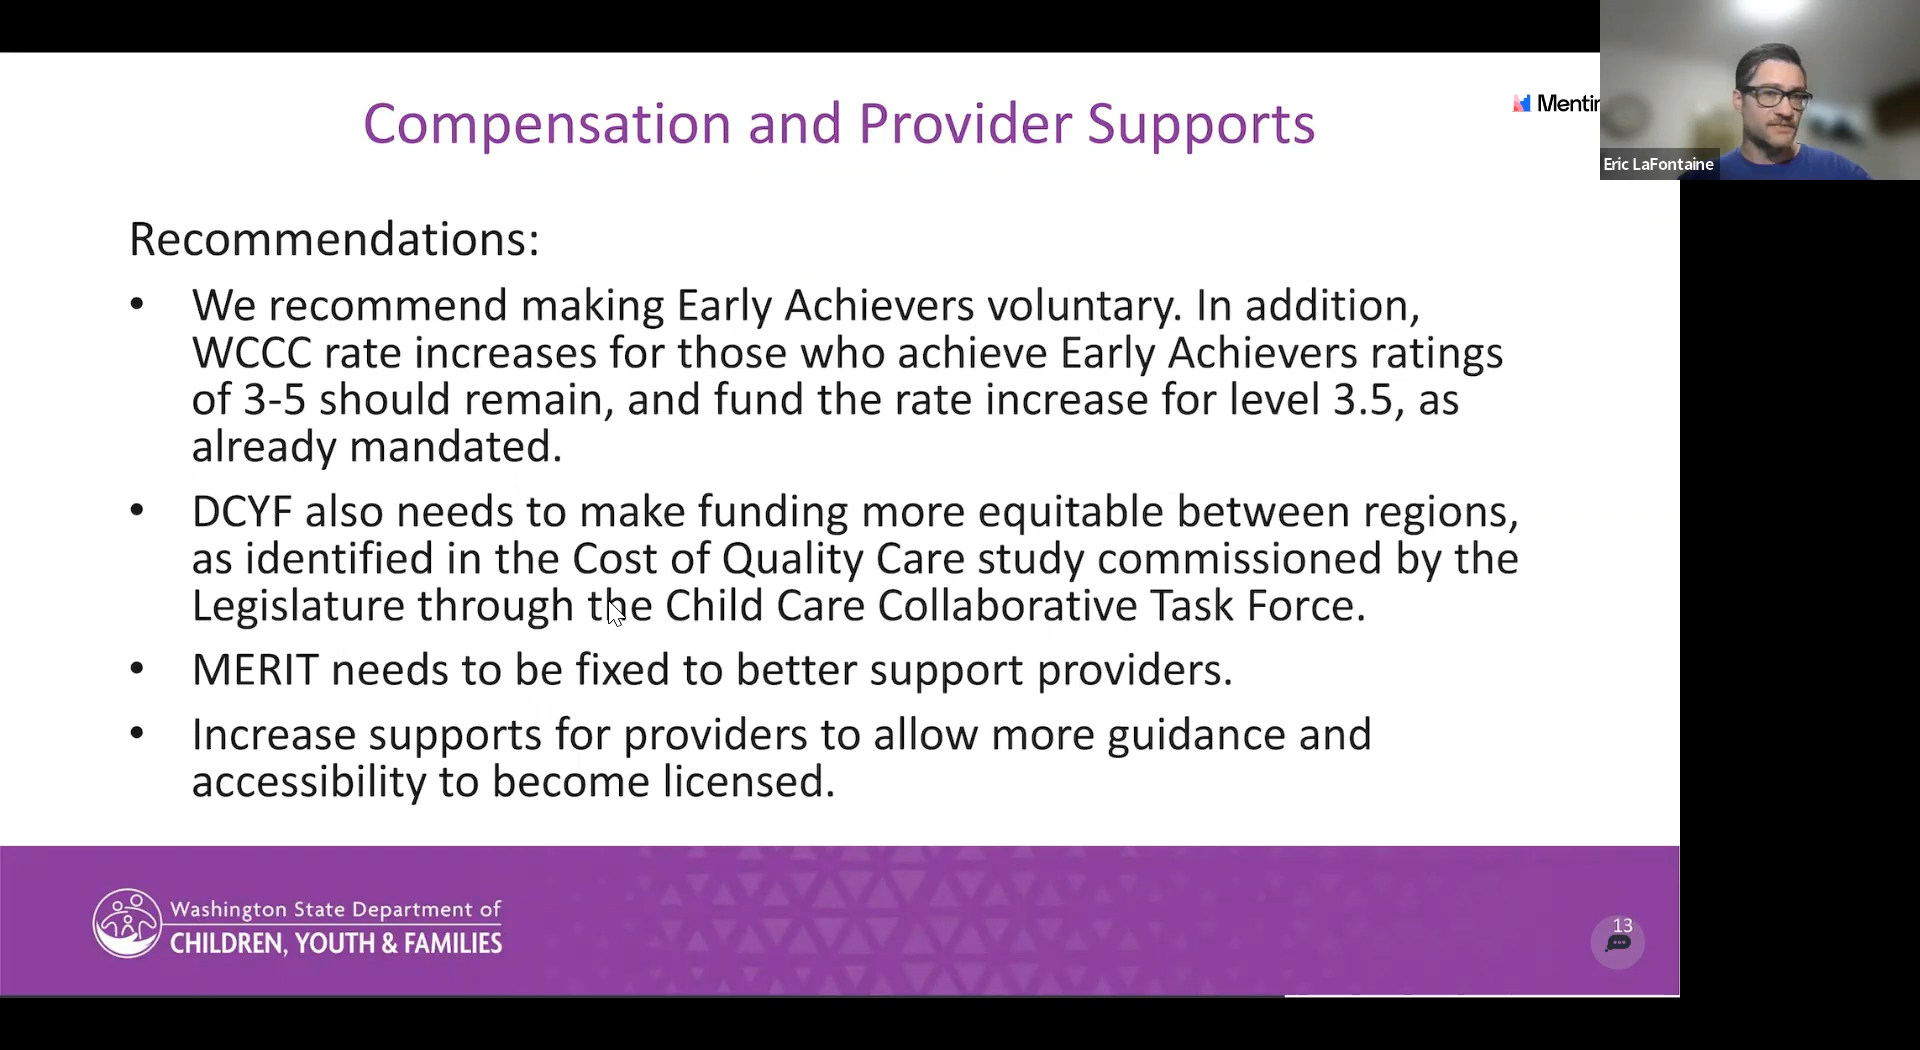 Compensation and Provider Supports
Mentir
Eric LaFontaine
Recommendations:
• We recommend making Early Achievers voluntary. In addition,
WCCC rate increases for those who achieve Early Achievers ratings
of 3-5 should remain, and fund the rate increase for level 3.5, as
already mandated.
• DCYF also needs to make funding more equitable between regions,
as identified in the Cost of Quality Care study commissioned by the
Legislature through the Child Care Collaborative Task Force.
• MERIT needs to be fixed to better support providers.
• Increase supports for providers to allow more guidance and
accessibility to become licensed.
Washington State Department of
CHILDREN, YOUTH & FAMILIES
13